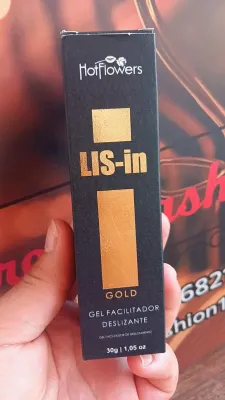 HotFlowers
LIS-in
GOLD
GEL FACILITADOR
DESLIZANTE
30g | 1,05 oz